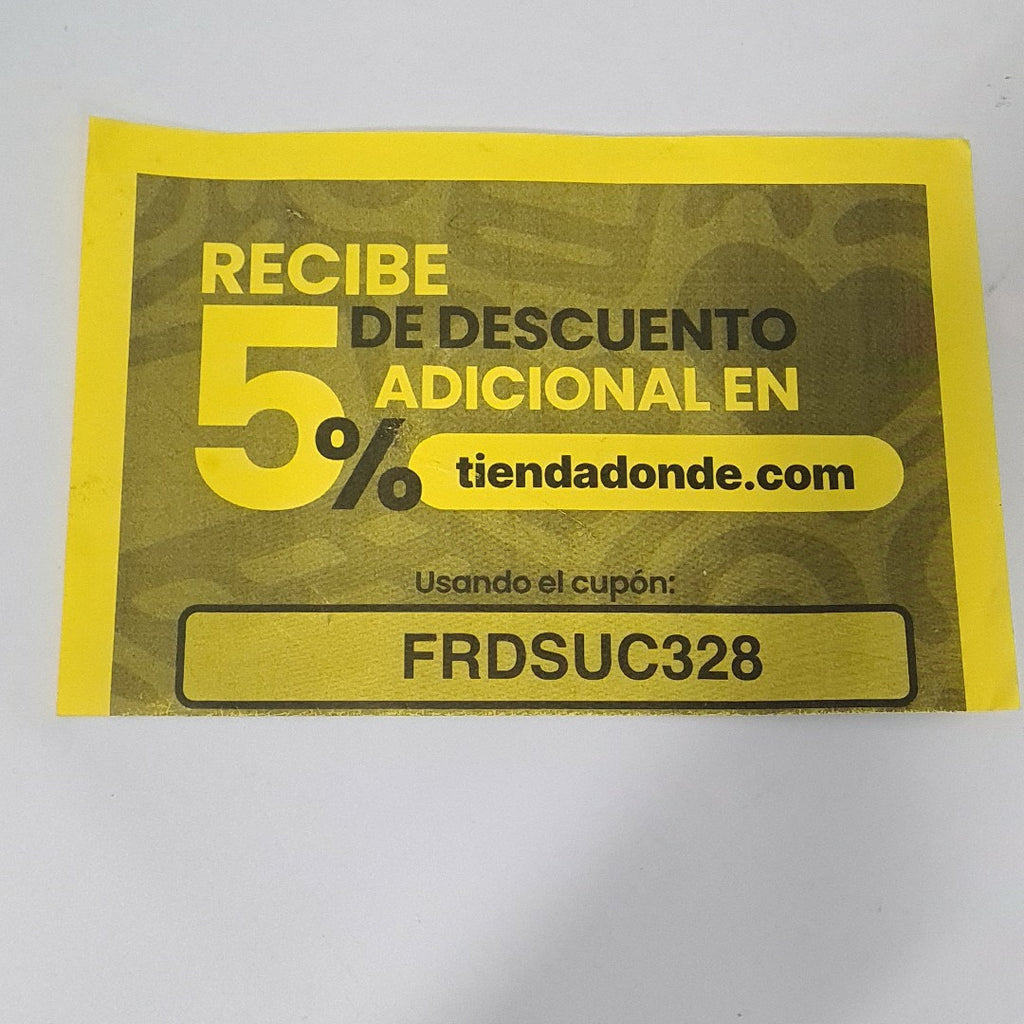 RECIBE
5% DE DESCUENTO
ADICIONAL EN
tiendadonde.com
Usando el cupón:
FRDSUC328